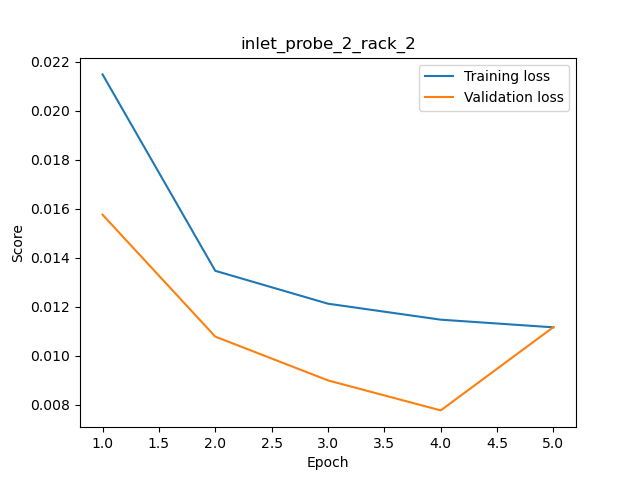 inlet_probe_2_rack_2
Training loss
Validation loss
Score
0.022
0.020
0.018
0.016
0.014
0.012
0.010
0.008
1.0 1.5 2.0 2.5 3.0 3.5 4.0 4.5 5.0
Epoch